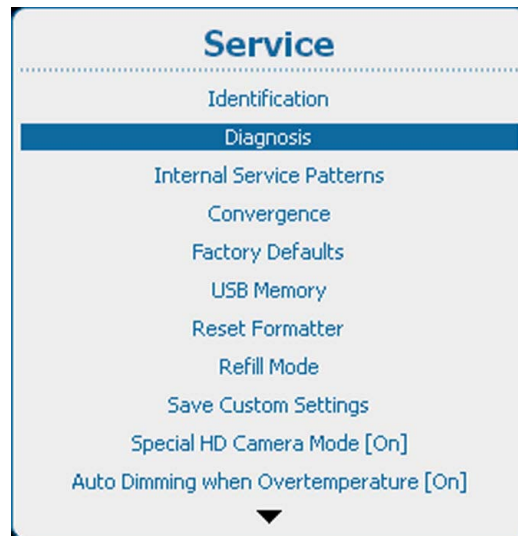 Service
Identification
Diagnosis
Internal Service Patterns
Convergence
Factory Defaults
USB Memory
Reset Formatter
Refill Mode
Save Custom Settings
Special HD Camera Mode [On]
Auto Dimming when Overtemperature [On]